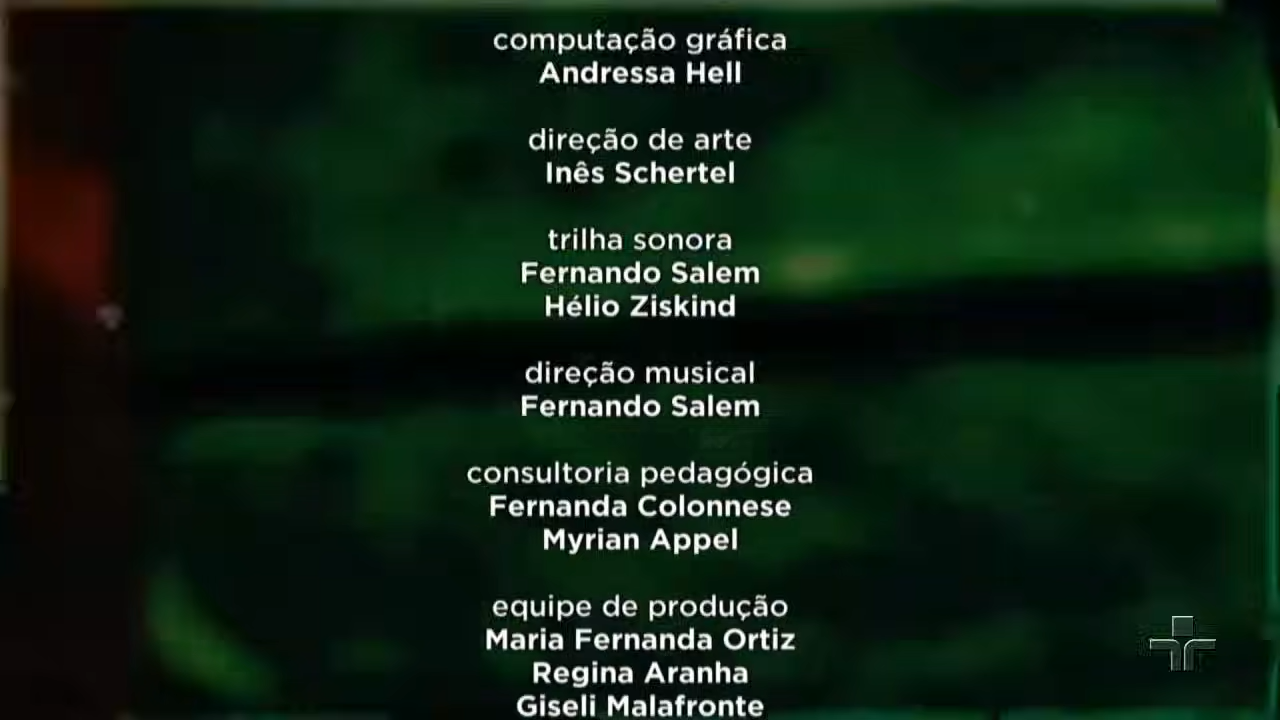 computação gráfica
Andressa Hell
direção de arte
Inês Schertel
trilha sonora
Fernando Salem
Hélio Ziskind
direção musical
Fernando Salem
consultoria pedagógica
Fernanda Colonnese
Myrian Appel
equipe de produção
Maria Fernanda Ortiz
Regina Aranha
Giseli Malafronte